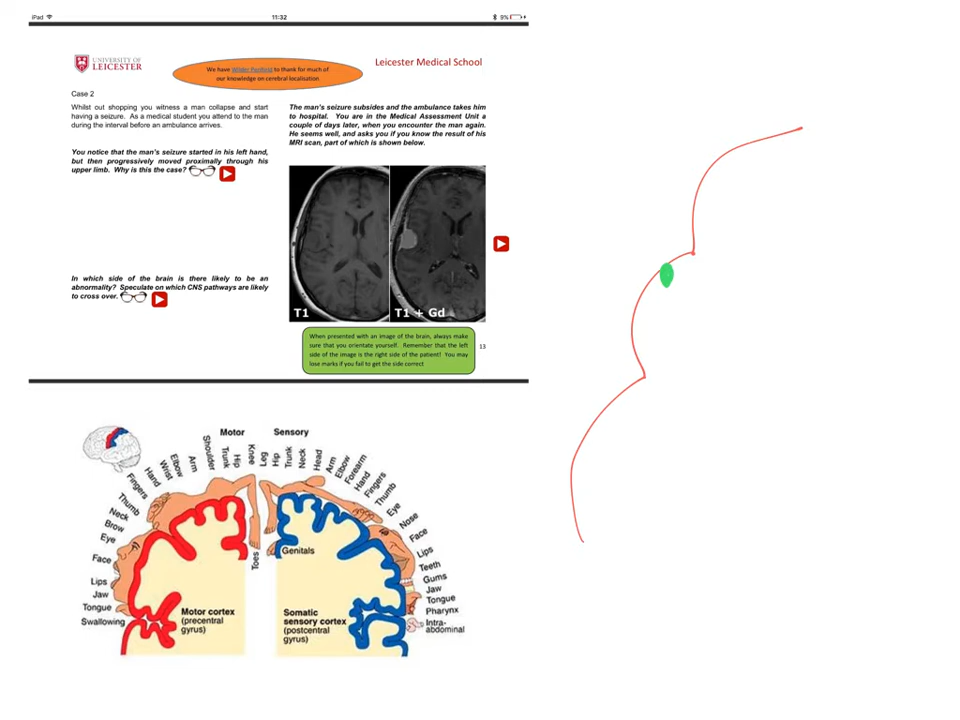 iPad
11:32
9%
UNIVERSITY OF
LEICESTER
We have Wilder Penfield to thank for much of
our knowledge on cerebral localisation
Leicester Medical School
Case 2
Whilst out shopping you witness a man collapse and start
having a seizure. As a medical student you attend to the man
during the interval before an ambulance arrives.
You notice that the man's seizure started in his left hand,
but then progressively moved proximally through his
upper limb. Why is this the case?
In which side of the brain is there likely to be an
abnormality? Speculate on which CNS pathways are likely
to cross over.
The man's seizure subsides and the ambulance takes him
to hospital. You are in the Medical Assessment Unit a
couple of days later, when you encounter the man again.
He seems well, and asks you if you know the result of his
MRI scan, part of which is shown below.
T1
T1 + Gd
When presented with an image of the brain, always make
sure that you orientate yourself. Remember that the left
side of the image is the right side of the patient! You may
lose marks if you fail to get the side correct
13
Motor
Sensory
Swallowing
Tongue
Jaw
Lips
Face
Eye
Brow
Neck
Thumb
Fingers
Hand
Wrist
Elbow
Arm
Shoulder
Trunk
Hip
Knee
Toes
Leg
Hip
Trunk
Neck
Head
Arm
Elbow
Forearm
Hand
Fingers
Thumb
Eye
Nose
Face
Lips
Teeth
Gums
Jaw
Tongue
Pharynx
Intra-
abdominal
Genitals
Motor cortex
(precentral
gyrus)
Somatic
sensory cortex
(postcentral
gyrus)